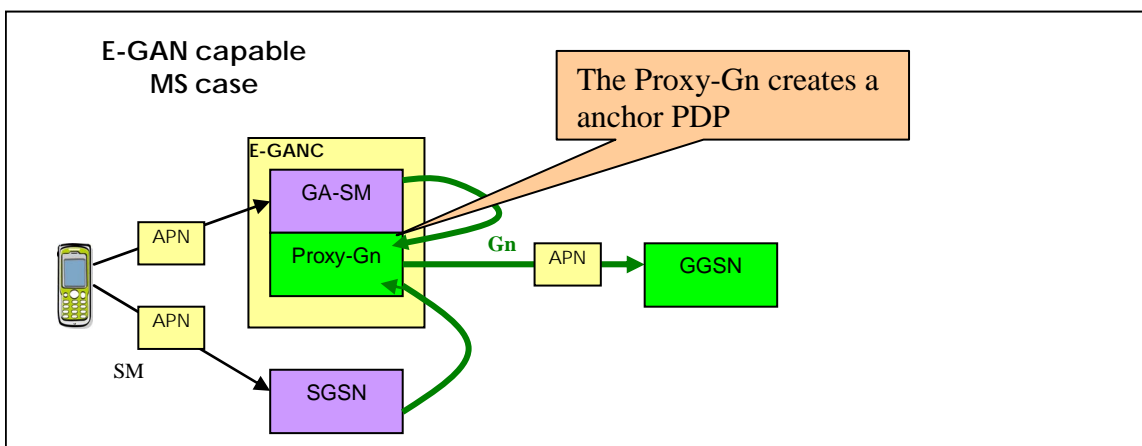 E-GAN capable
MS case
The Proxy-Gn creates a
anchor PDP
E-GANC
GA-SM
APN
Proxy-Gn
Gn
APN
GGSN
APN
SM
SGSN